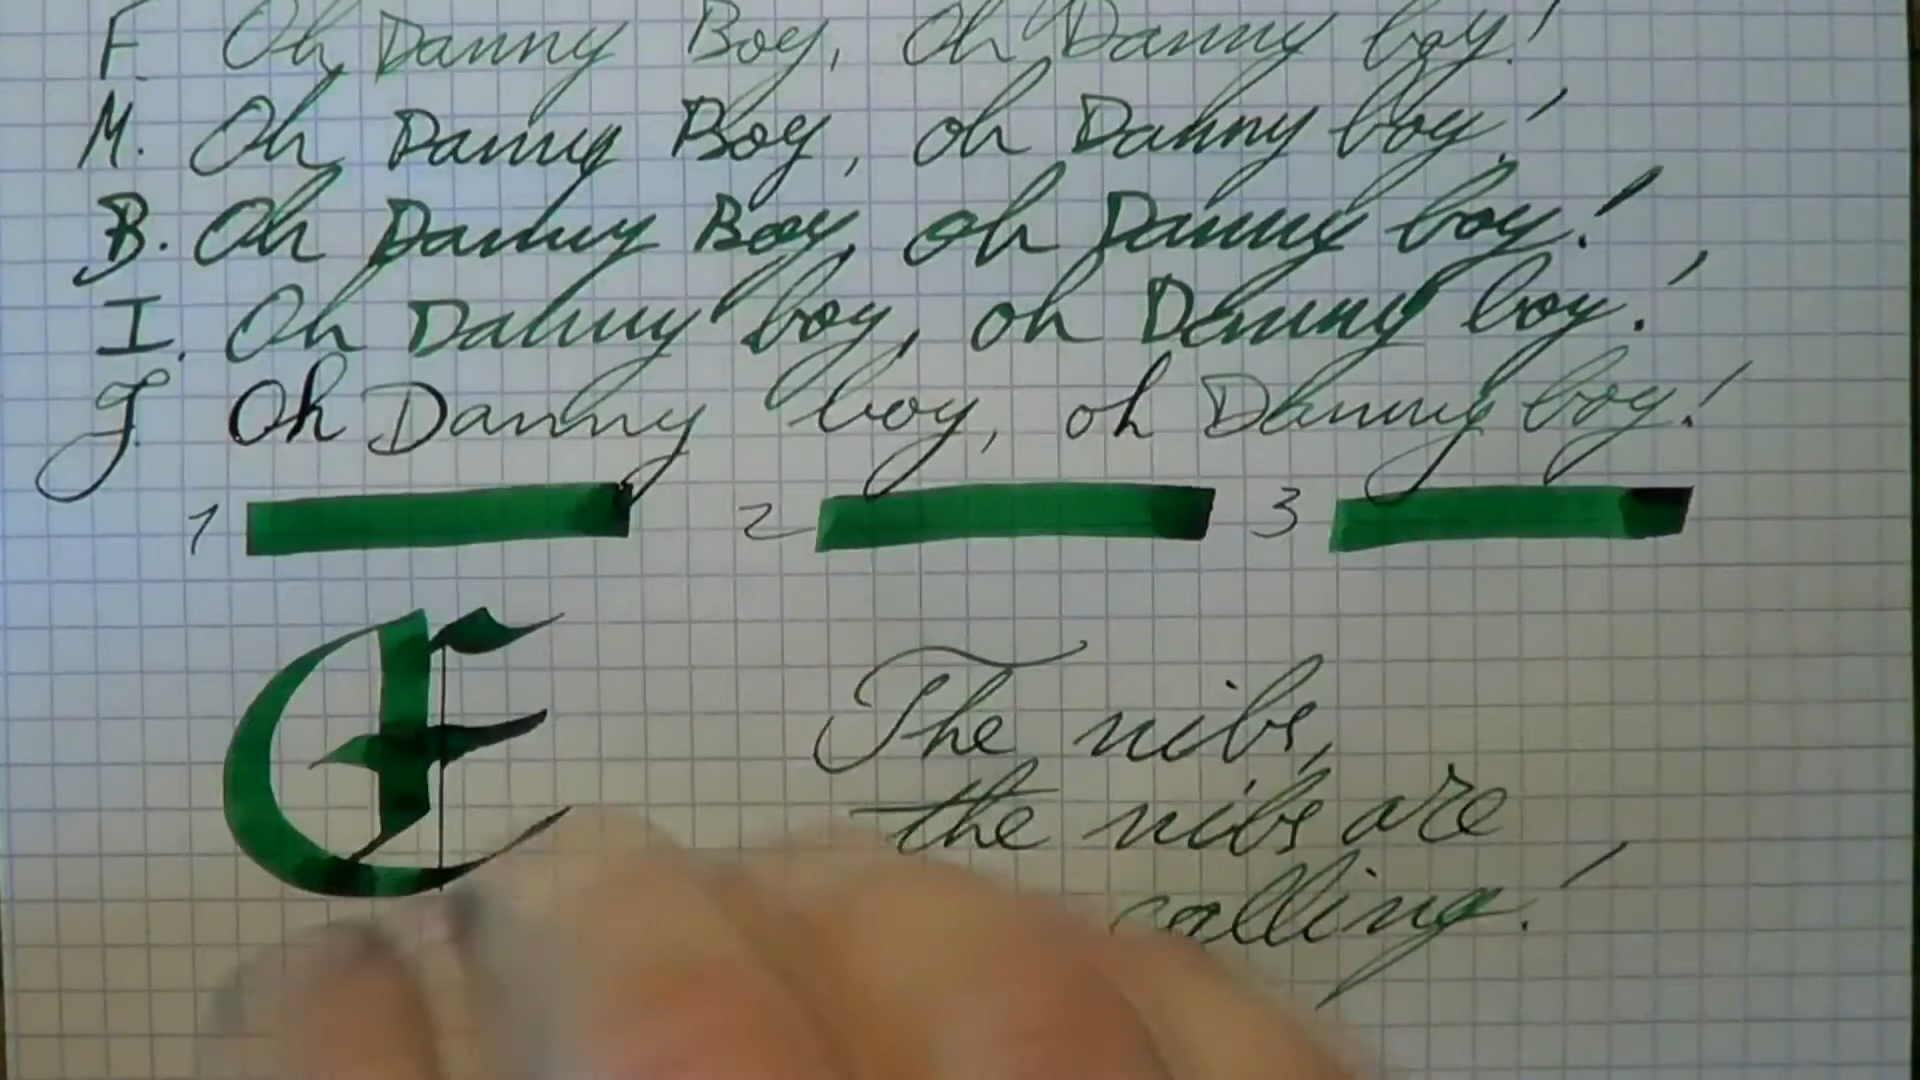 F. Oh Danny Boy, Oh Danny boy!
M. Oh Danny Boy, oh Danny boy!
B. Oh Danny Boy, oh Danny boy!
I. Oh Danny boy, oh Danny boy!
J. Oh Danny boy, oh Danny boy!
1 2 3
E
The nibs,
the nibs are
calling!